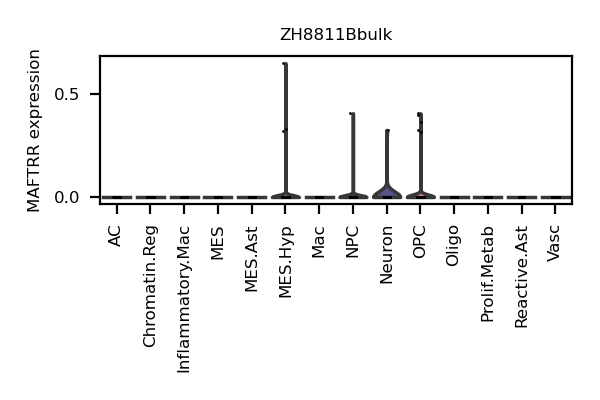 ZH8811Bbulk
MAFTRR expression
0.5
0.0
AC
Chromatin.Reg
Inflammatory.Mac
MES
MES.Ast
MES.Hyp
Mac
NPC
Neuron
OPC
Oligo
Prolif.Metab
Reactive.Ast
Vasc